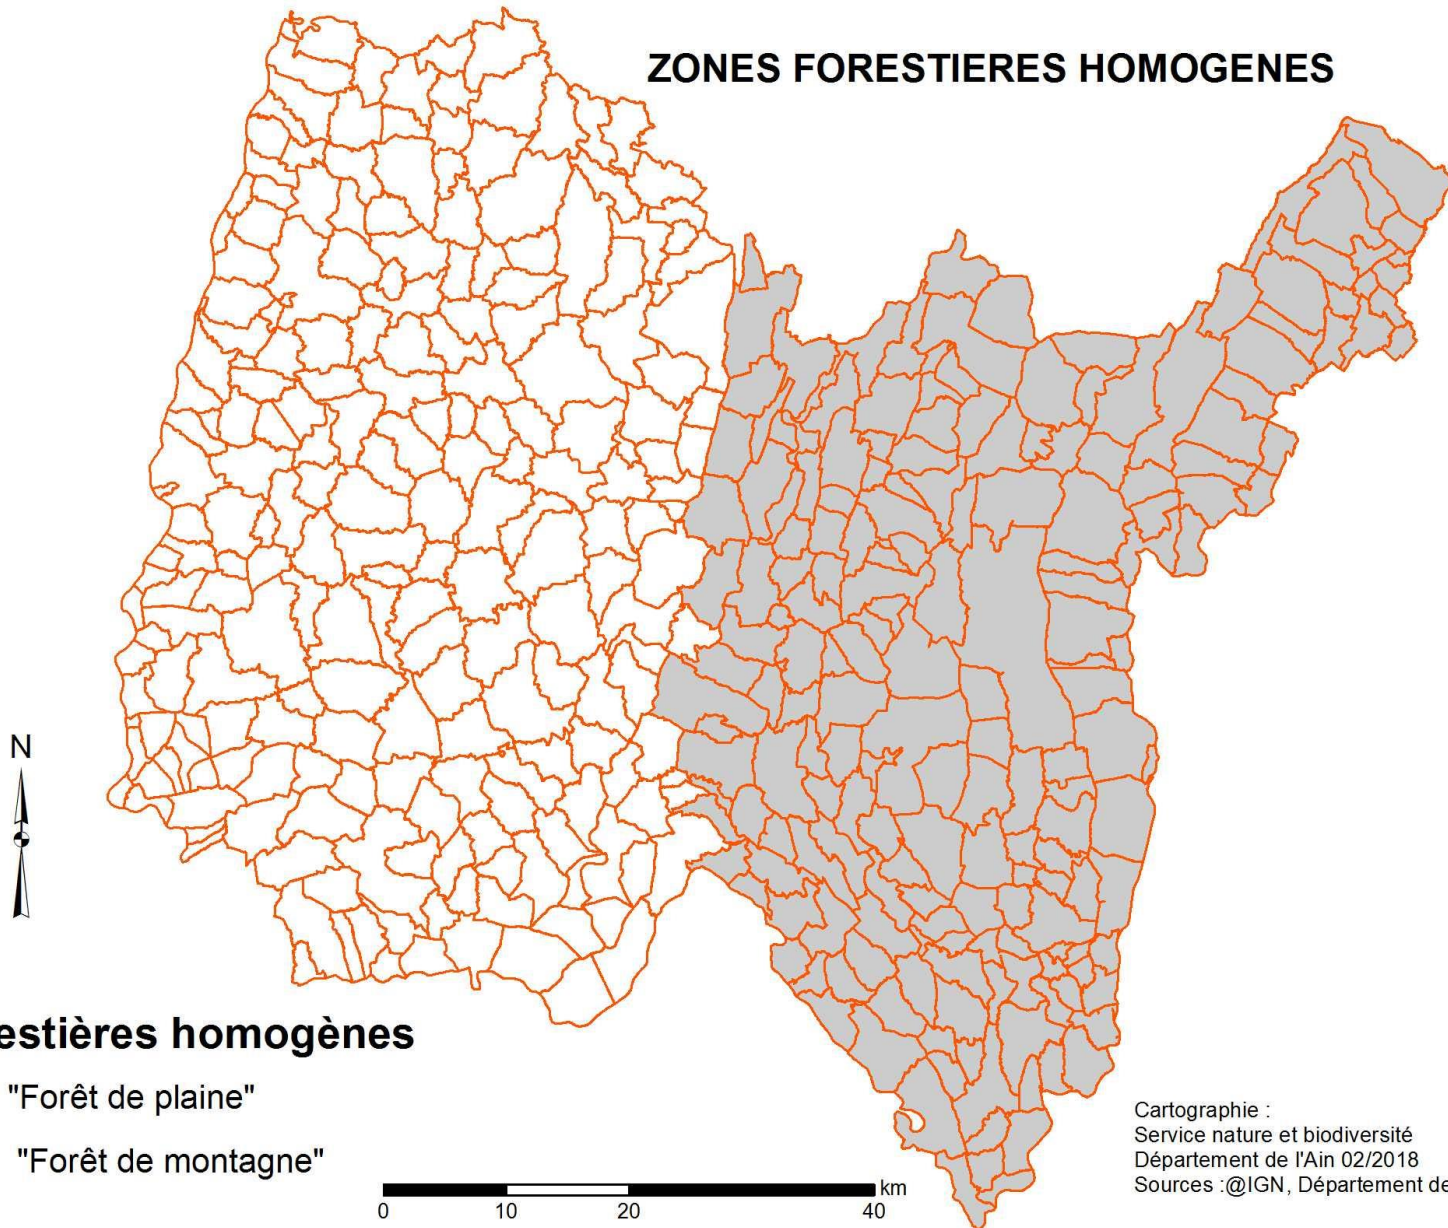 ZONES FORESTIERES HOMOGENES
N
estières homogènes
"Forêt de plaine"
"Forêt de montagne"
km
0 10 20 40
Cartographie :
Service nature et biodiversité
Département de l'Ain 02/2018
Sources :@IGN, Département de